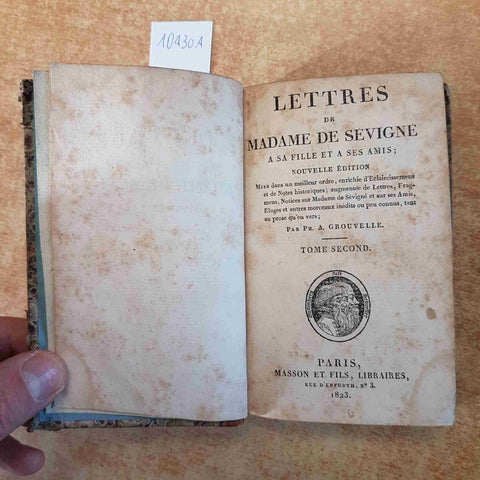 10430A
LETTRES
DE
MADAME DE SEVIGNE
A SA FILLE ET A SES AMIS;
NOUVELLE ÉDITION
Mise dans un meilleur ordre, enrichie d'Eclaircissemens
et de Notes historiques; augmentée de Lettres, Frag-
mens, Notices sur Madame de Sévigné et sur ses Amis,
Eloges et autres morceaux inédits ou peu connus, tant
en prose qu'en vers;
PAR PH. A. GROUVELLE.
TOME SECOND.
PARIS,
MASSON ET FILS, LIBRAIRES,
RUE D'ERFURTH, Nº 3.
1823.